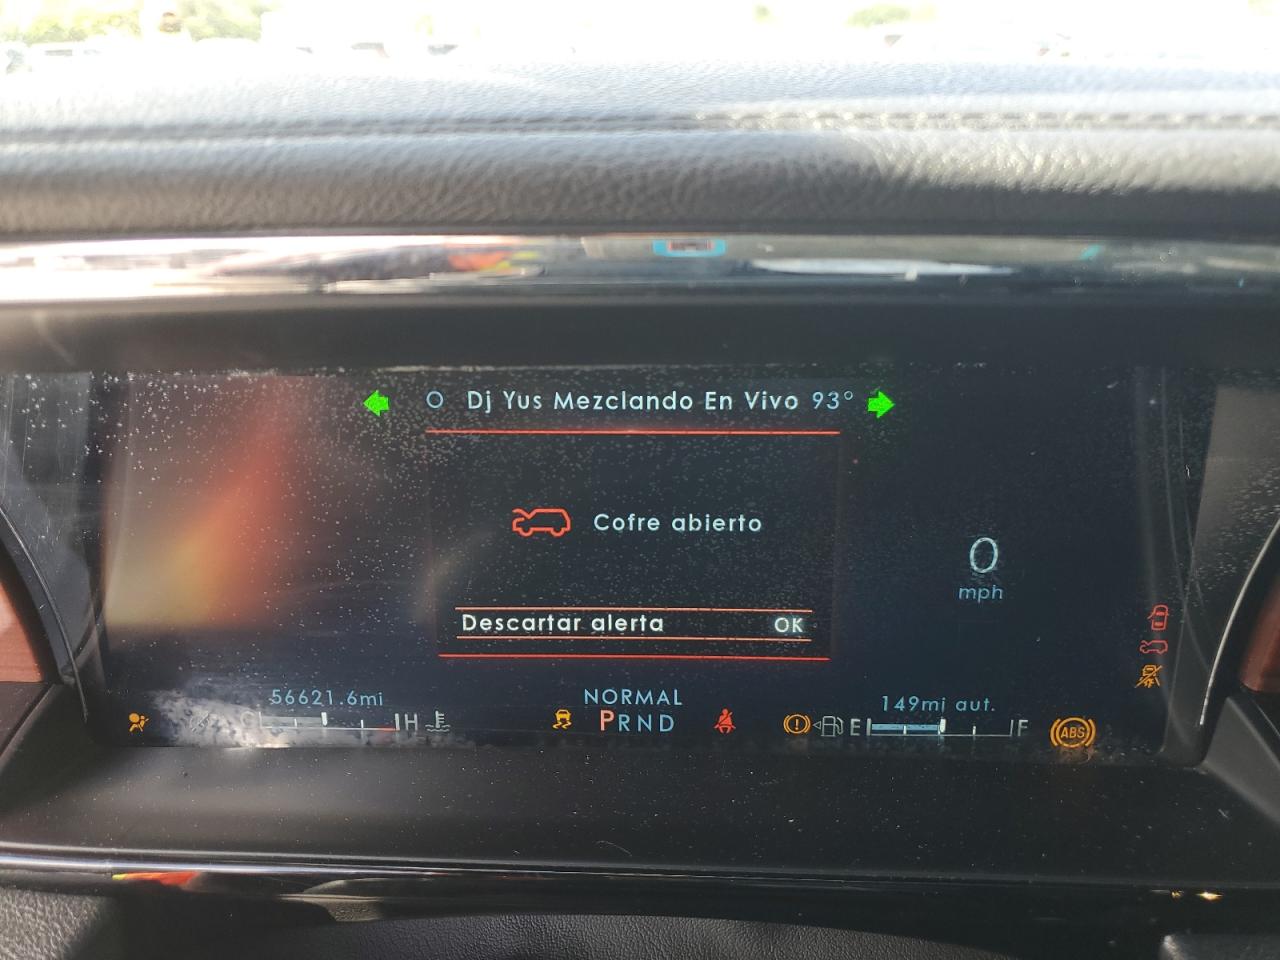 Dj Yus Mezclando En Vivo 93°
Cofre abierto
Descartar alerta OK
0
mph
56621.6mi
NORMAL
149mi aut.
H
PRND
E F
ABS